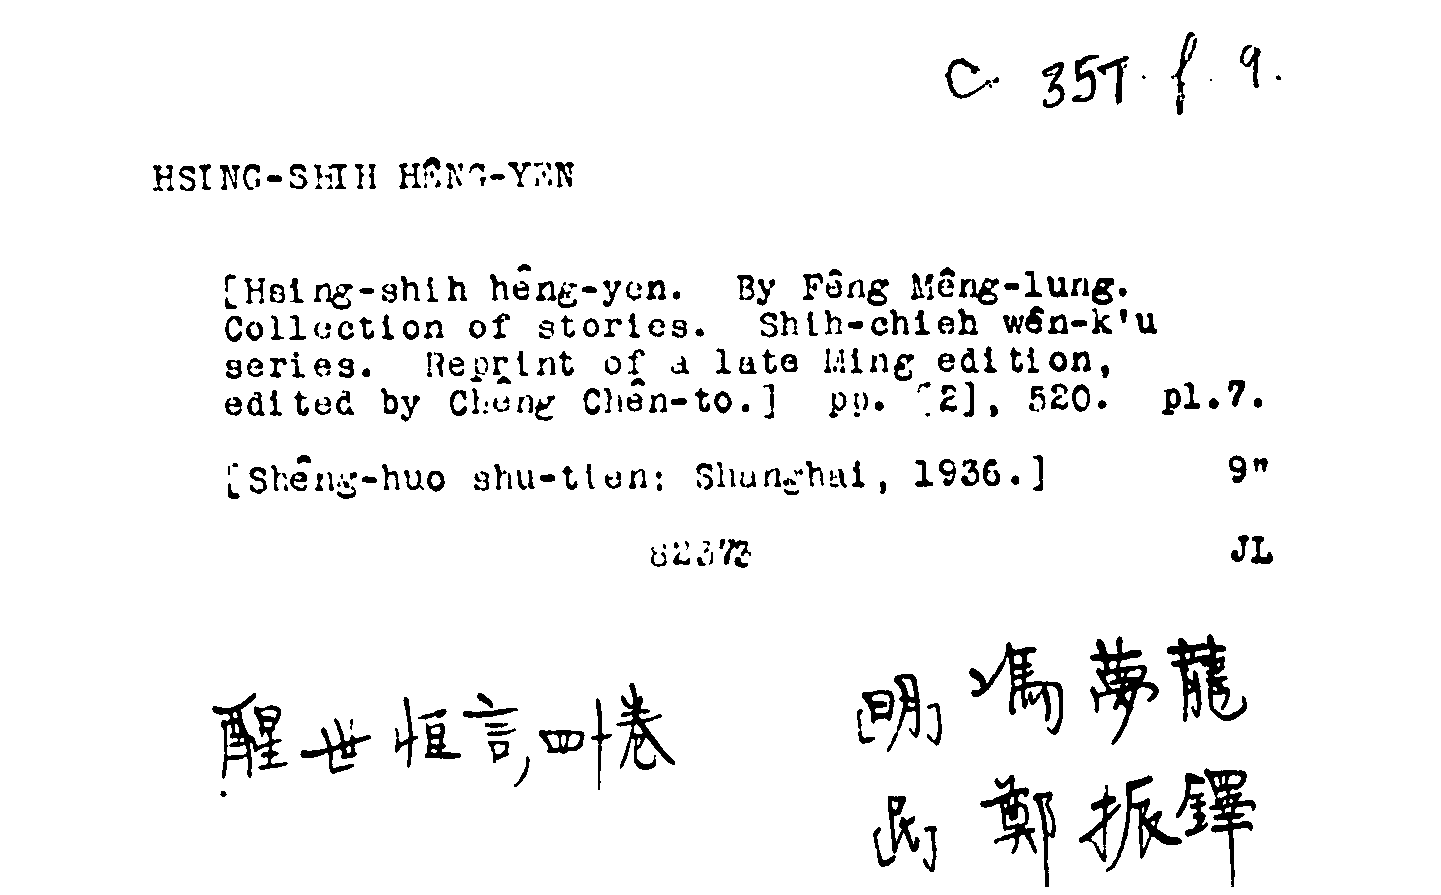 C 35T. f. 9.
HSING-SHIH HÊNG-YEN
[Hsing-shih hêng-yen. By Fêng Mêng-lung.
Collection of stories. Shih-chieh wên-k'u
series. Reprint of a late Ming edition,
edited by Chêng Chên-to.] pp. [2], 520. pl.7.
[Shêng-huo shu-tien: Shanghai, 1936.] 9"
JL
[明] 馮夢龍
醒世恒言, 四十卷
[民] 鄭振鐸